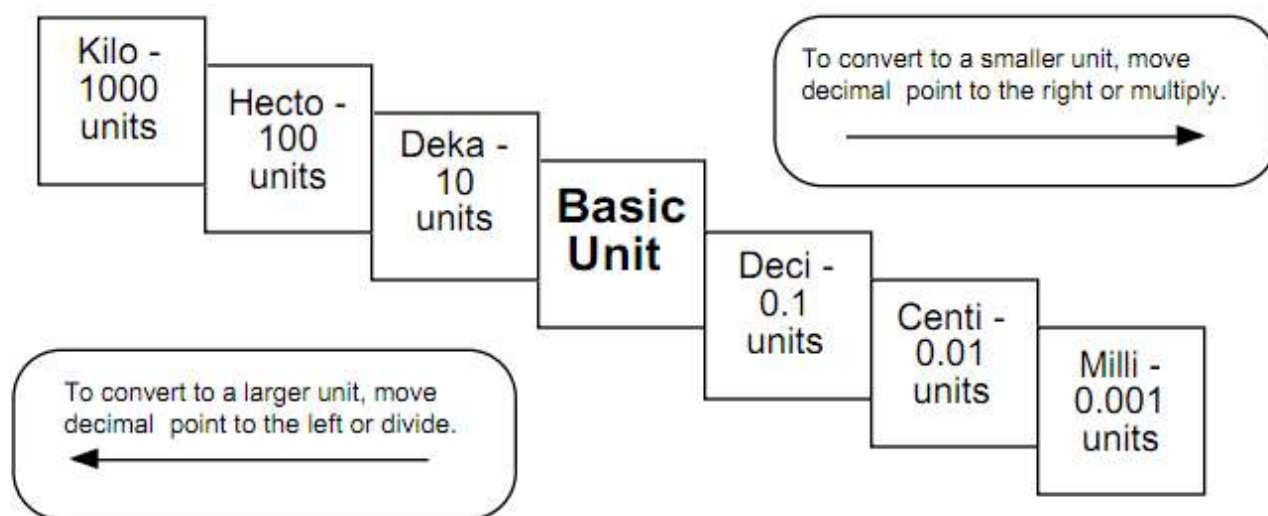 Kilo -
1000
units
Hecto -
100
units
Deka -
10
units
Basic
Unit
Deci -
0.1
units
Centi -
0.01
units
Milli -
0.001
units
To convert to a smaller unit, move
decimal point to the right or multiply.
To convert to a larger unit, move
decimal point to the left or divide.